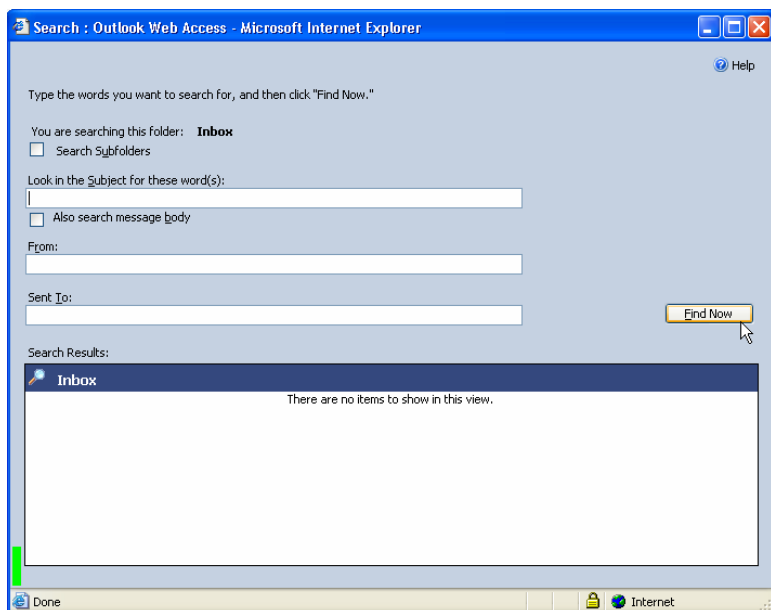 Search : Outlook Web Access - Microsoft Internet Explorer
Help
Type the words you want to search for, and then click "Find Now."
You are searching this folder: Inbox
Search Subfolders
Look in the Subject for these word(s):
Also search message body
From:
Sent To:
Find Now
Search Results:
Inbox
There are no items to show in this view.
Done
Internet